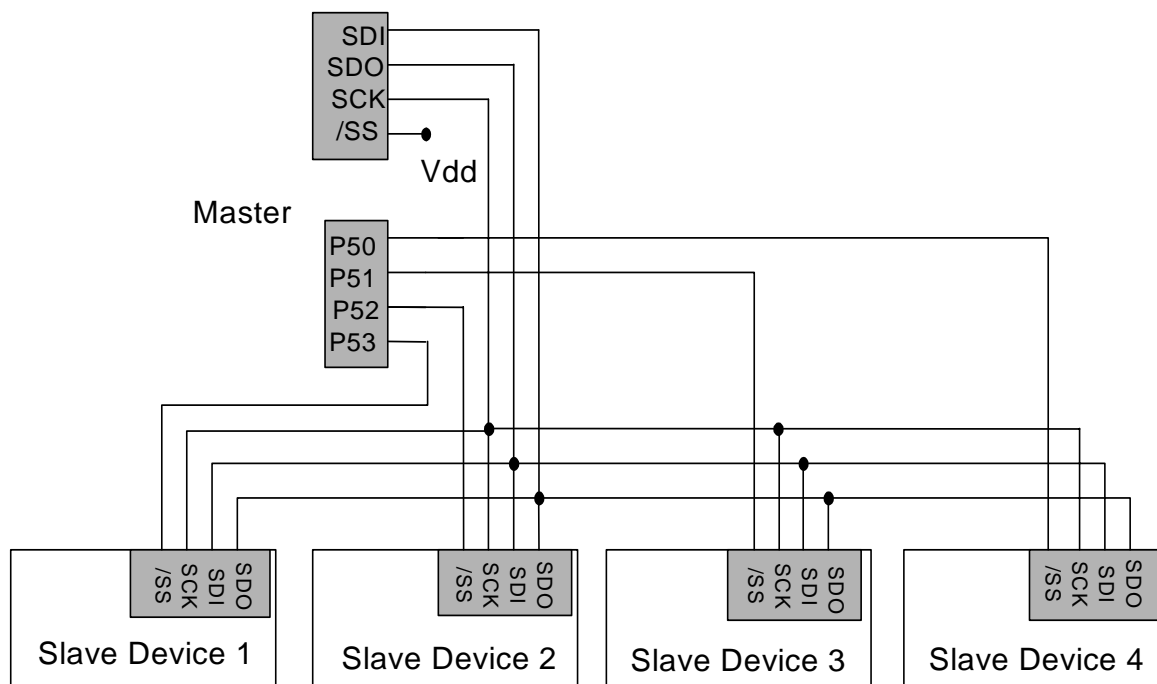 SDI
SDO
SCK
/SS
Vdd
Master
P50
P51
P52
P53
/SS
SCK
SDI
SDO
/SS
SCK
SDI
SDO
/SS
SCK
SDI
SDO
/SS
SCK
SDI
SDO
Slave Device 1
Slave Device 2
Slave Device 3
Slave Device 4